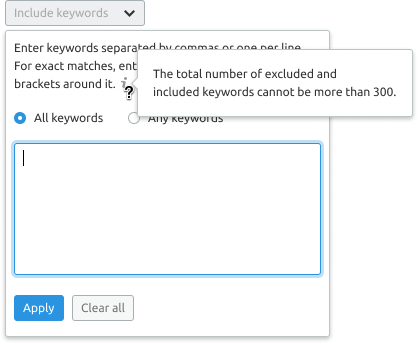 Include keywords
Enter keywords separated by commas or one per line.
For exact matches, ent
brackets around it. i
The total number of excluded and
included keywords cannot be more than 300.
All keywords
Any keywords
Apply
Clear all